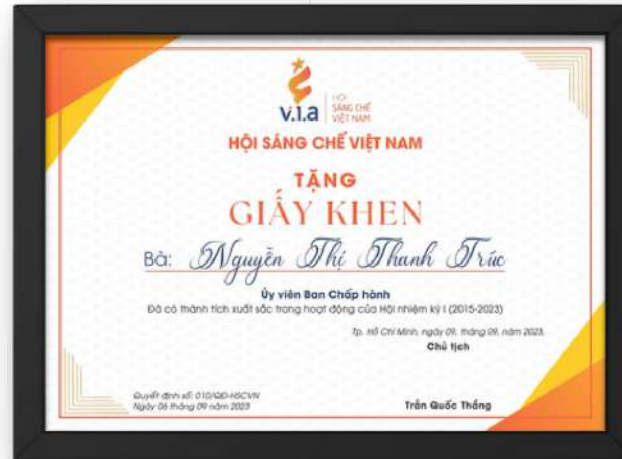 v.i.a
HỘI
SÁNG CHẾ
VIỆT NAM
HỘI SÁNG CHẾ VIỆT NAM
TẶNG
GIẤY KHEN
Bà: Nguyễn Thị Thanh Trúc
Ủy viên Ban Chấp hành
Đã có thành tích xuất sắc trong hoạt động của Hội nhiệm kỳ I (2015-2023)
Tp. Hồ Chí Minh, ngày 09, tháng 09, năm 2023.
Chủ tịch
Quyết định số: 010/QĐ-HSCVN
Ngày 06 tháng 09 năm 2023
Trần Quốc Thắng